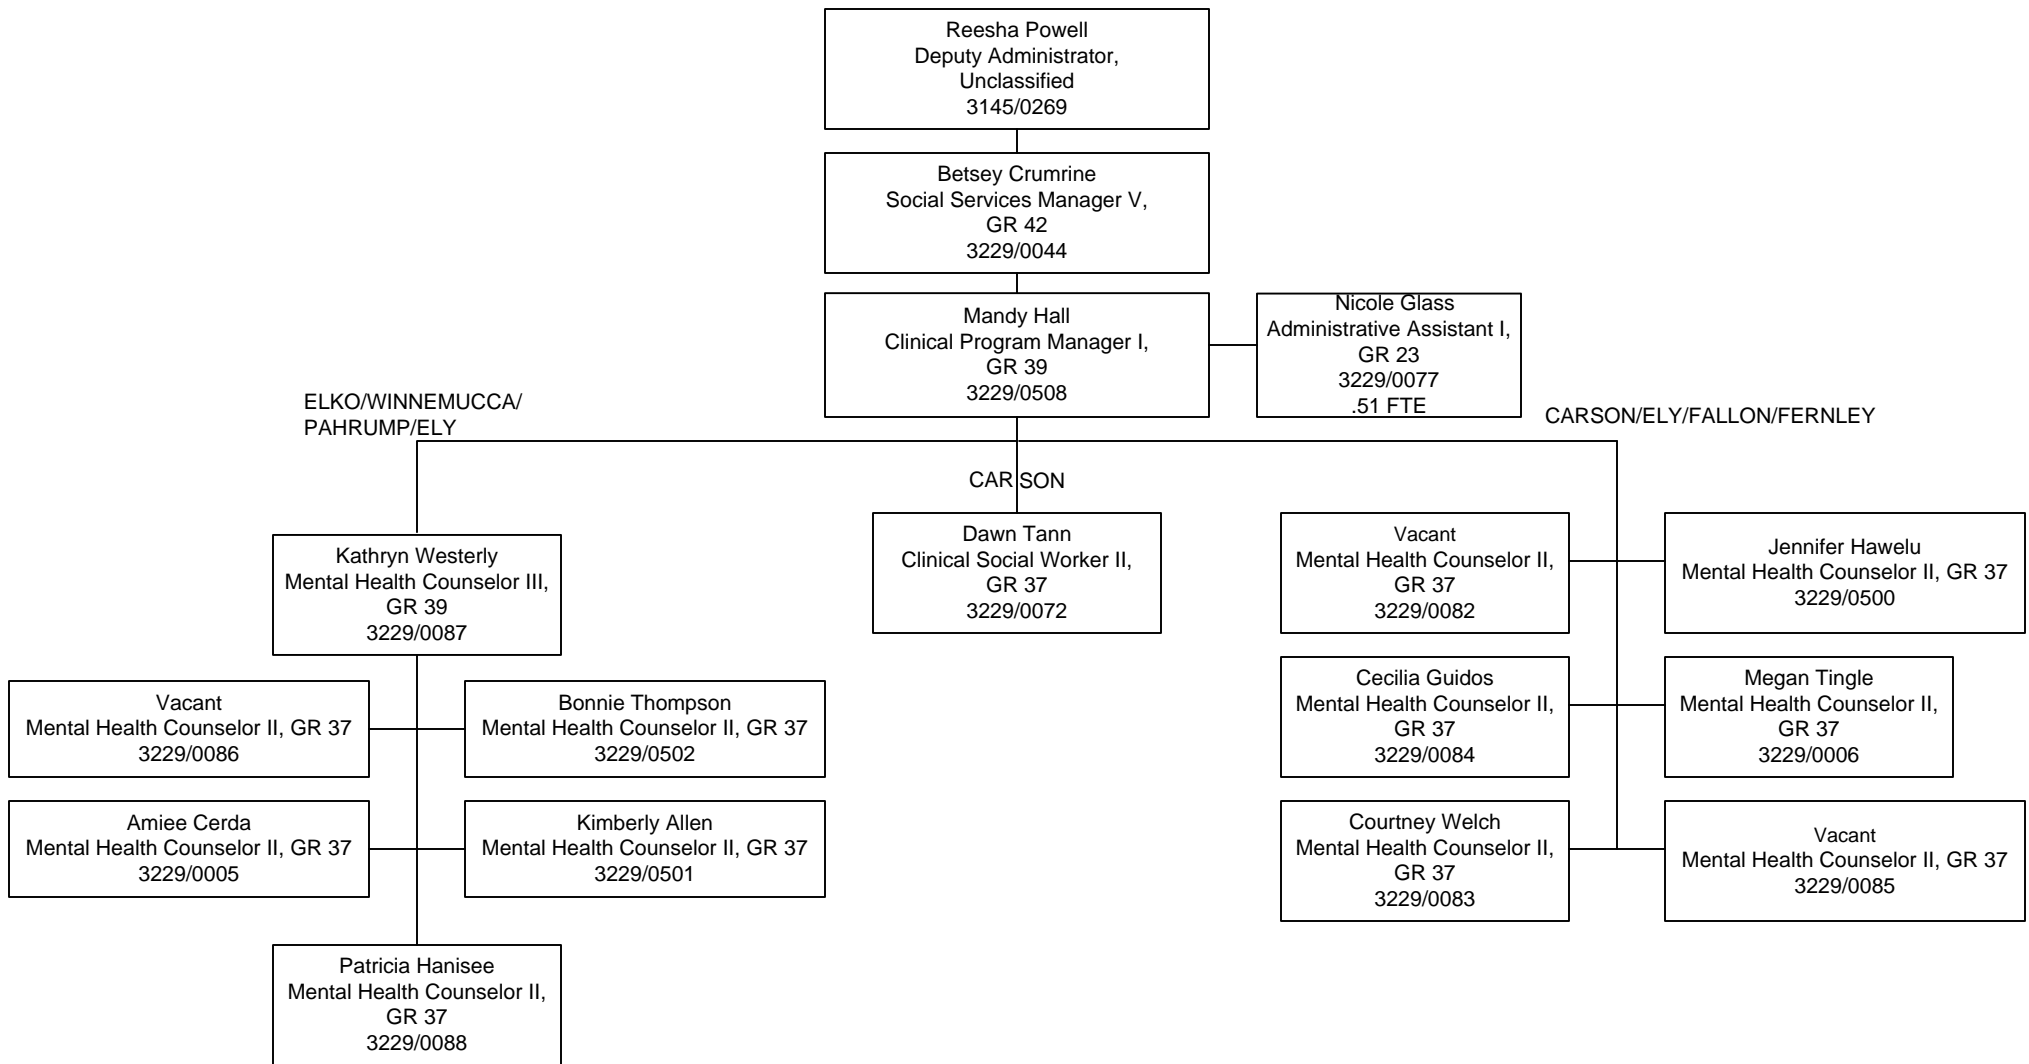 Reesha Powell
Deputy Administrator,
Unclassified
3145/0269
Betsey Crumrine
Social Services Manager V,
GR 42
3229/0044
Mandy Hall
Clinical Program Manager I,
GR 39
3229/0508
Nicole Glass
Administrative Assistant I,
GR 23
3229/0077
.51 FTE
ELKO/WINNEMUCCA/
PAHRUMP/ELY
CARSON
CARSON/ELY/FALLON/FERNLEY
Kathryn Westerly
Mental Health Counselor III,
GR 39
3229/0087
Vacant
Mental Health Counselor II, GR 37
3229/0086
Bonnie Thompson
Mental Health Counselor II, GR 37
3229/0502
Amiee Cerda
Mental Health Counselor II, GR 37
3229/0005
Kimberly Allen
Mental Health Counselor II, GR 37
3229/0501
Patricia Hanisee
Mental Health Counselor II,
GR 37
3229/0088
Dawn Tann
Clinical Social Worker II,
GR 37
3229/0072
Vacant
Mental Health Counselor II,
GR 37
3229/0082
Jennifer Hawelu
Mental Health Counselor II, GR 37
3229/0500
Cecilia Guidos
Mental Health Counselor II,
GR 37
3229/0084
Megan Tingle
Mental Health Counselor II,
GR 37
3229/0006
Courtney Welch
Mental Health Counselor II,
GR 37
3229/0083
Vacant
Mental Health Counselor II, GR 37
3229/0085